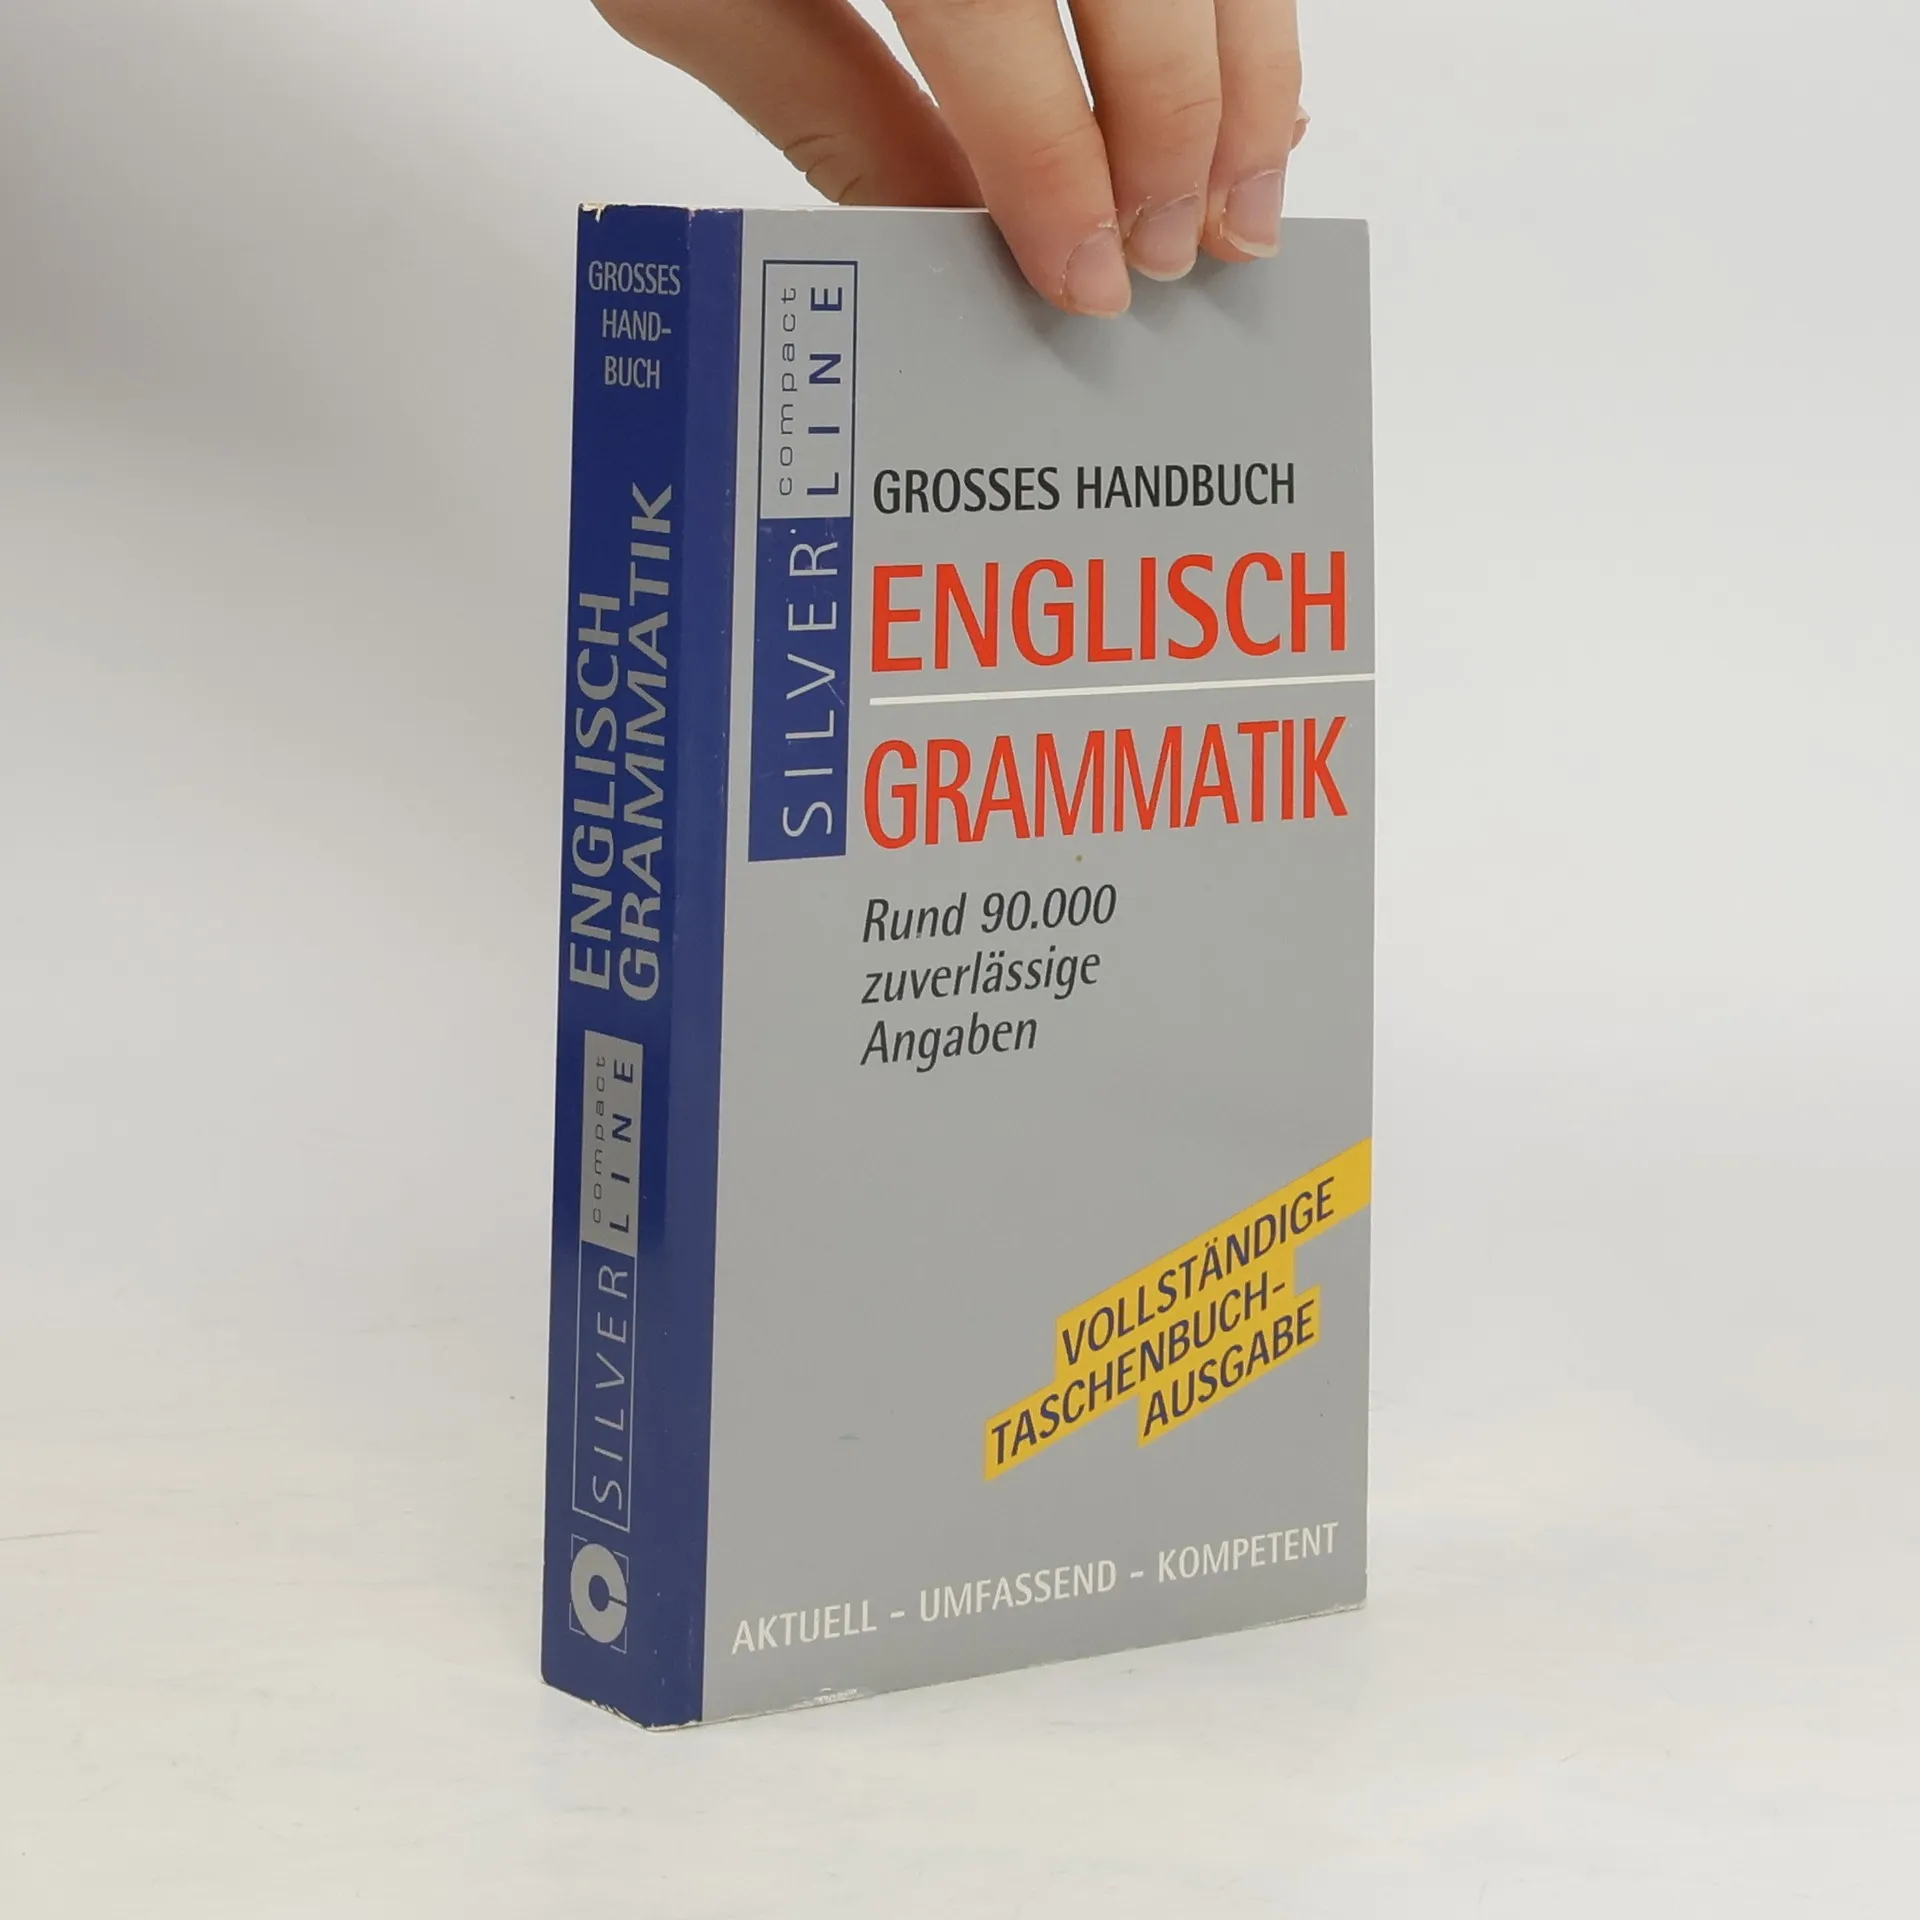 GROSSES
HAND-
BUCH
ENGLISCH
GRAMMATIK
compact
SILVER LINE
compact
SILVER LINE
GROSSES HANDBUCH
ENGLISCH
GRAMMATIK
Rund 90.000
zuverlässige
Angaben
VOLLSTÄNDIGE
TASCHENBUCH-
AUSGABE
AKTUELL - UMFASSEND - KOMPETENT